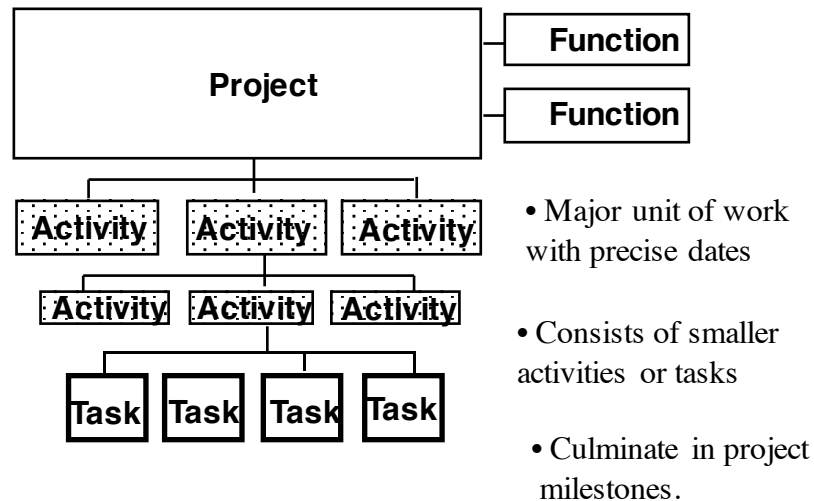 Project
Function
Function
Activity
Activity
Activity
• Major unit of work
with precise dates
Activity
Activity
Activity
• Consists of smaller
activities or tasks
Task
Task
Task
Task
• Culminate in project
milestones.